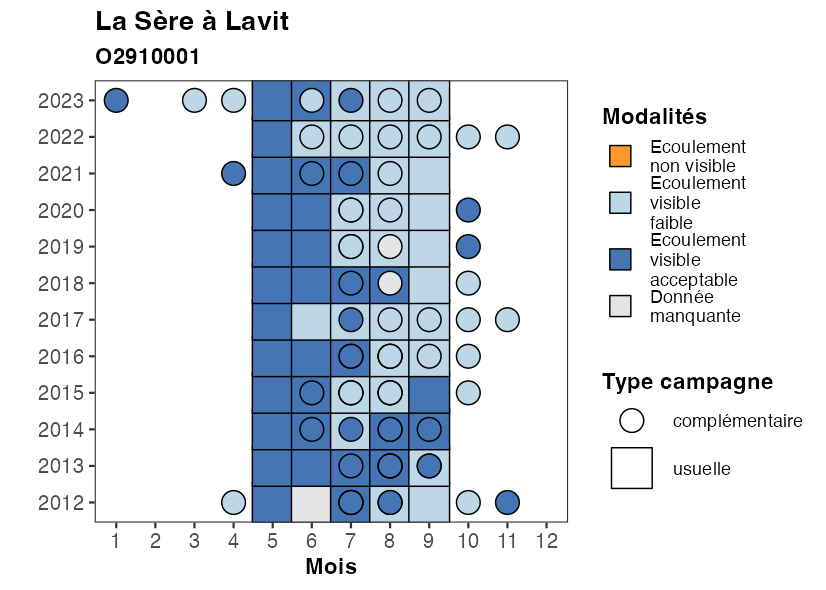 La Sère à Lavit
O2910001
2023
2022
2021
2020
2019
2018
2017
2016
2015
2014
2013
2012
1 2 3 4 5 6 7 8 9 10 11 12
Mois
Modalités
Ecoulement
non visible
Ecoulement
visible
faible
Ecoulement
visible
acceptable
Donnée
manquante
Type campagne
complémentaire
usuelle